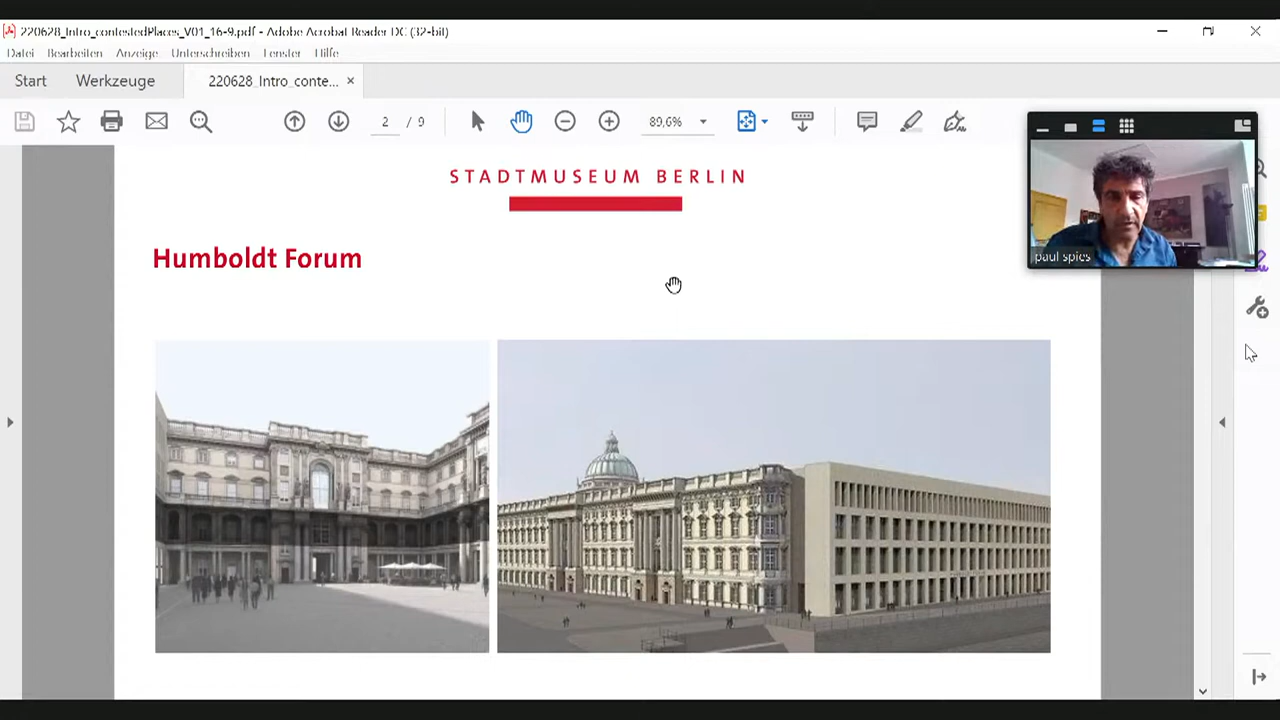 220628_Intro_contestedPlaces_V01_16-9.pdf - Adobe Acrobat Reader DC (32-bit)
Datei Bearbeiten Anzeige Unterschreiben Fenster Hilfe
Start Werkzeuge 220628_Intro_conte...
2 / 9 89,6%
STADTMUSEUM BERLIN
Humboldt Forum
paul spies